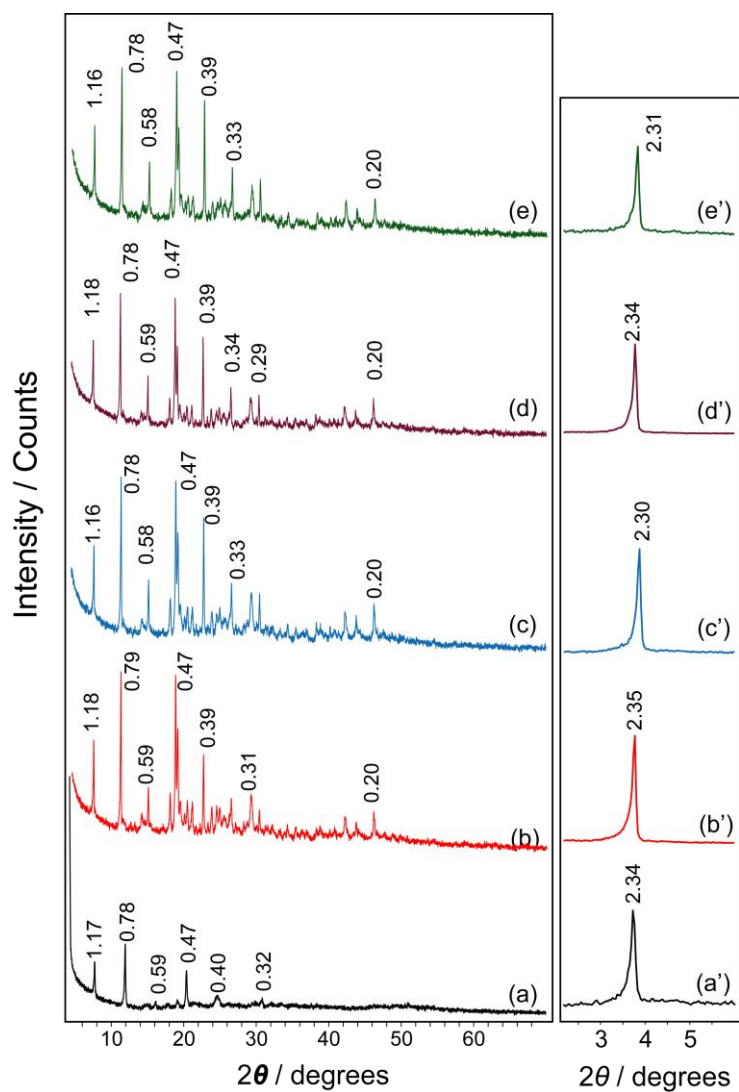 Intensity / Counts
1.16
0.78
0.58
0.47
0.39
0.33
0.20
(e)
1.18
0.78
0.59
0.47
0.39
0.34
0.29
0.20
(d)
1.16
0.78
0.58
0.47
0.39
0.33
0.20
(c)
1.18
0.79
0.59
0.47
0.39
0.31
0.20
(b)
1.17
0.78
0.59
0.47
0.40
0.32
(a)
10 20 30 40 50 60
2θ / degrees
2.31
(e’)
2.34
(d’)
2.30
(c’)
2.35
(b’)
2.34
(a’)
3 4 5
2θ / degrees